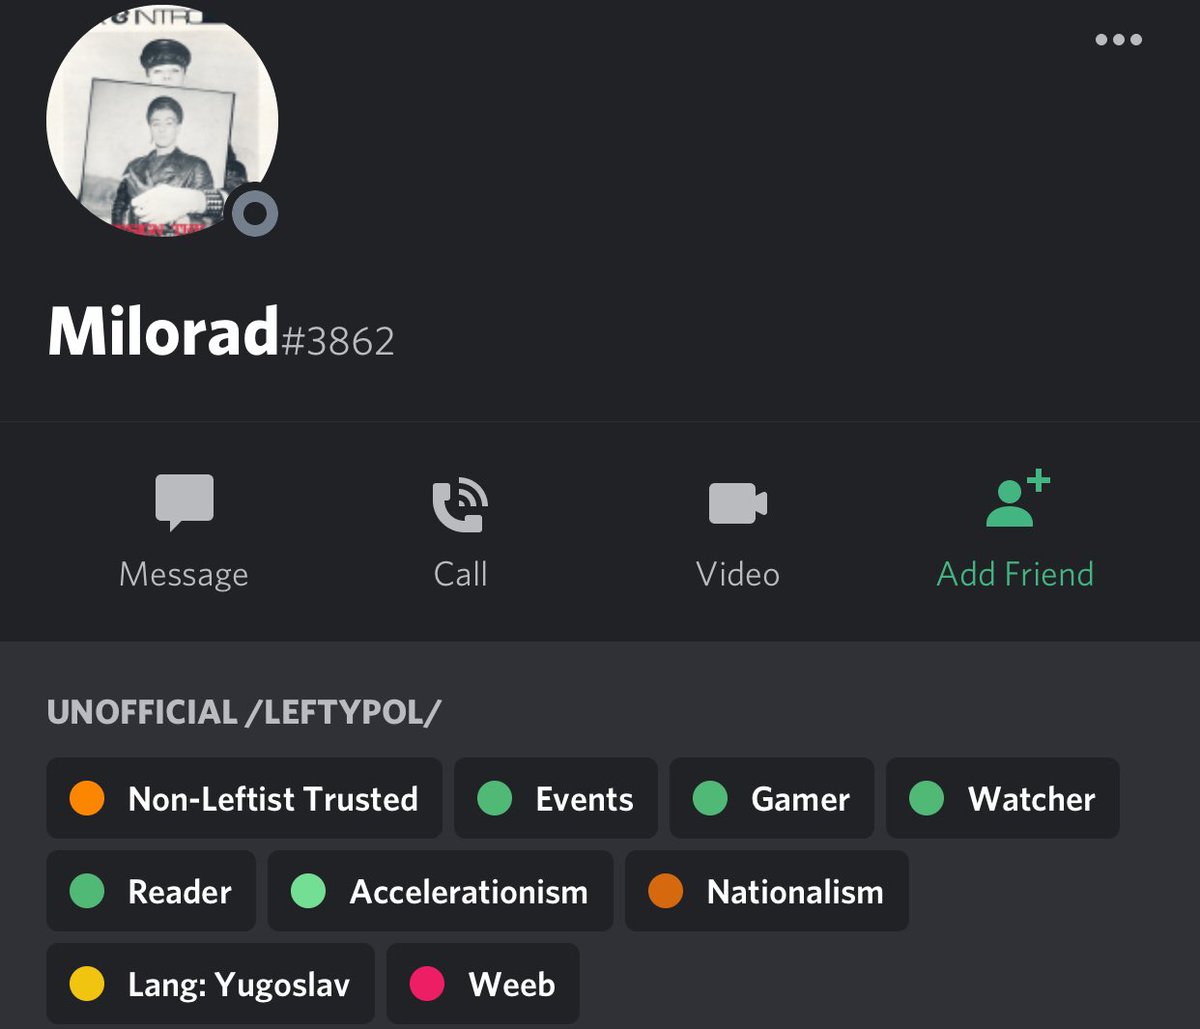 Milorad#3862
Message Call Video Add Friend
UNOFFICIAL /LEFTYPOL/
Non-Leftist Trusted Events Gamer Watcher
Reader Accelerationism Nationalism
Lang: Yugoslav Weeb